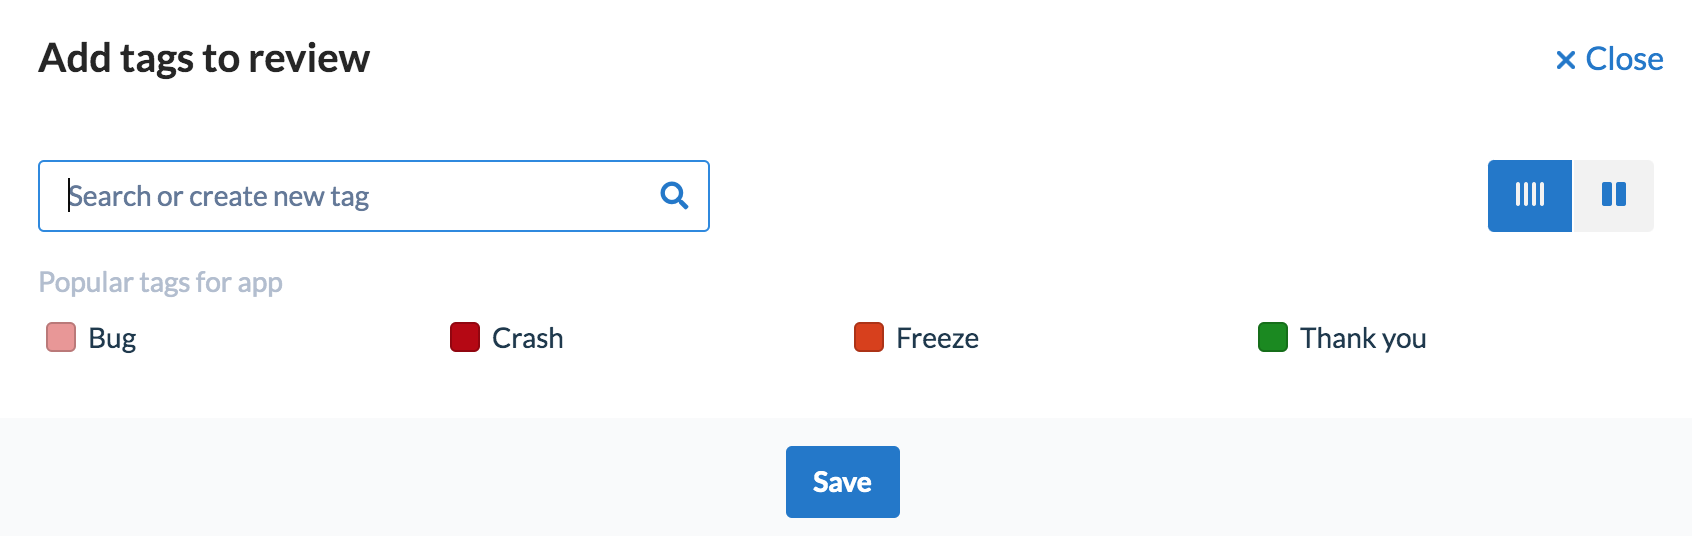 Add tags to review
Close
Search or create new tag
Popular tags for app
Bug
Crash
Freeze
Thank you
Save